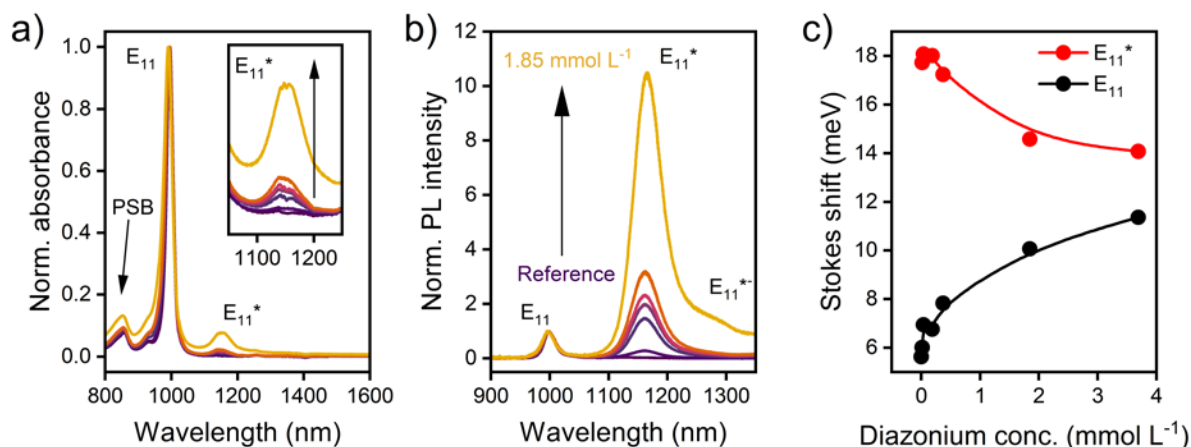 a)
Norm. absorbance
1.0
0.8
0.6
0.4
0.2
0.0
E₁₁
PSB
E₁₁*
E₁₁*
1100 1200
800 1000 1200 1400 1600
Wavelength (nm)
b)
Norm. PL intensity
12
10
8
6
4
2
0
1.85 mmol L⁻¹
E₁₁*
Reference
E₁₁
E₁₁*⁻
900 1000 1100 1200 1300
Wavelength (nm)
c)
Stokes shift (meV)
18
16
14
12
10
8
6
E₁₁*
E₁₁
0 1 2 3 4
Diazonium conc. (mmol L⁻¹)